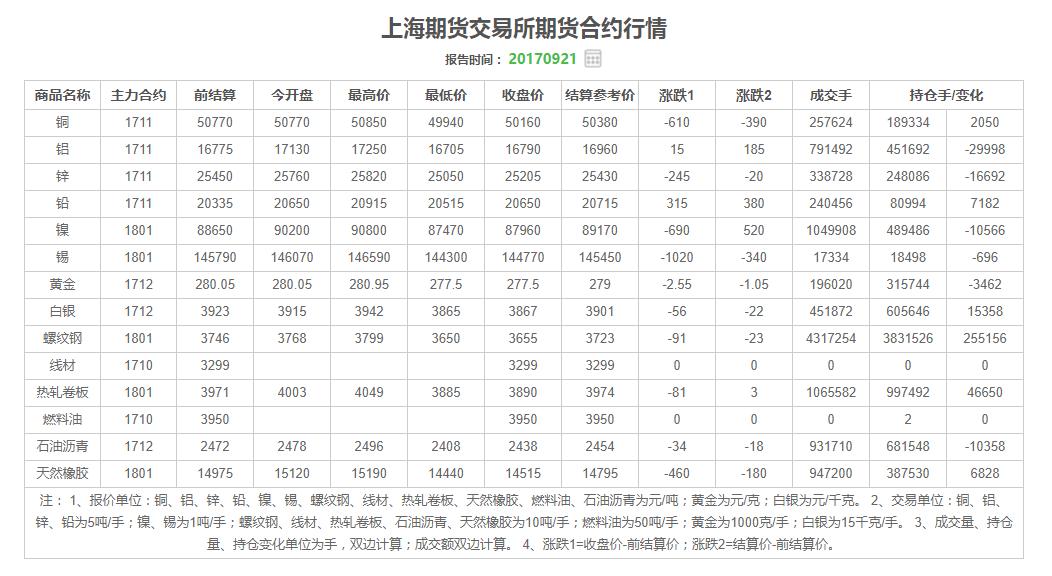 上海期货交易所期货合约行情
报告时间： 20170921
商品名称 主力合约 前结算 今开盘 最高价 最低价 收盘价 结算参考价 涨跌1 涨跌2 成交手 持仓手/变化
铜 1711 50770 50770 50850 49940 50160 50380 -610 -390 257624 189334 2050
铝 1711 16775 17130 17250 16705 16790 16960 15 185 791492 451692 -29998
锌 1711 25450 25760 25820 25050 25205 25430 -245 -20 338728 248086 -16692
铅 1711 20335 20650 20915 20515 20650 20715 315 380 240456 80994 7182
镍 1801 88650 90200 90800 87470 87960 89170 -690 520 1049908 489486 -10566
锡 1801 145790 146070 146590 144300 144770 145450 -1020 -340 17334 18498 -696
黄金 1712 280.05 280.05 280.95 277.5 277.5 279 -2.55 -1.05 196020 315744 -3462
白银 1712 3923 3915 3942 3865 3867 3901 -56 -22 451872 605646 15358
螺纹钢 1801 3746 3768 3799 3650 3655 3723 -91 -23 4317254 3831526 255156
线材 1710 3299 3299 3299 0 0 0 0 0
热轧卷板 1801 3971 4003 4049 3885 3890 3974 -81 3 1065582 997492 46650
燃料油 1710 3950 3950 3950 0 0 0 2 0
石油沥青 1712 2472 2478 2496 2408 2438 2454 -34 -18 931710 681548 -10358
天然橡胶 1801 14975 15120 15190 14440 14515 14795 -460 -180 947200 387530 6828
注： 1、报价单位：铜、铝、锌、铅、镍、锡、螺纹钢、线材、热轧卷板、天然橡胶、燃料油、石油沥青为元/吨；黄金为元/克；白银为元/千克。 2、交易单位：铜、铝、
锌、铅为5吨/手；镍、锡为1吨/手；螺纹钢、线材、热轧卷板、石油沥青、天然橡胶为10吨/手；燃料油为50吨/手；黄金为1000克/手；白银为15千克/手。 3、成交量、持仓
量、持仓变化单位为手，双边计算；成交额双边计算。 4、涨跌1=收盘价-前结算价；涨跌2=结算价-前结算价。